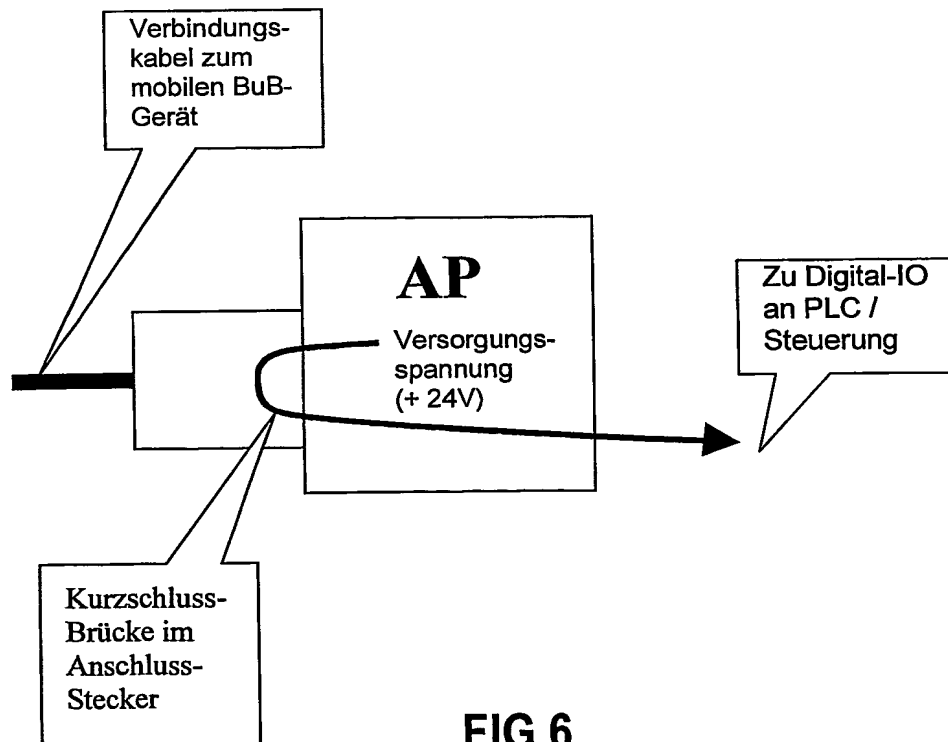 Verbindungs-
kabel zum
mobilen BuB-
Gerät
AP
Versorgungs-
spannung
(+ 24V)
Zu Digital-IO
an PLC /
Steuerung
Kurzschluss-
Brücke im
Anschluss-
Stecker
FIG 6